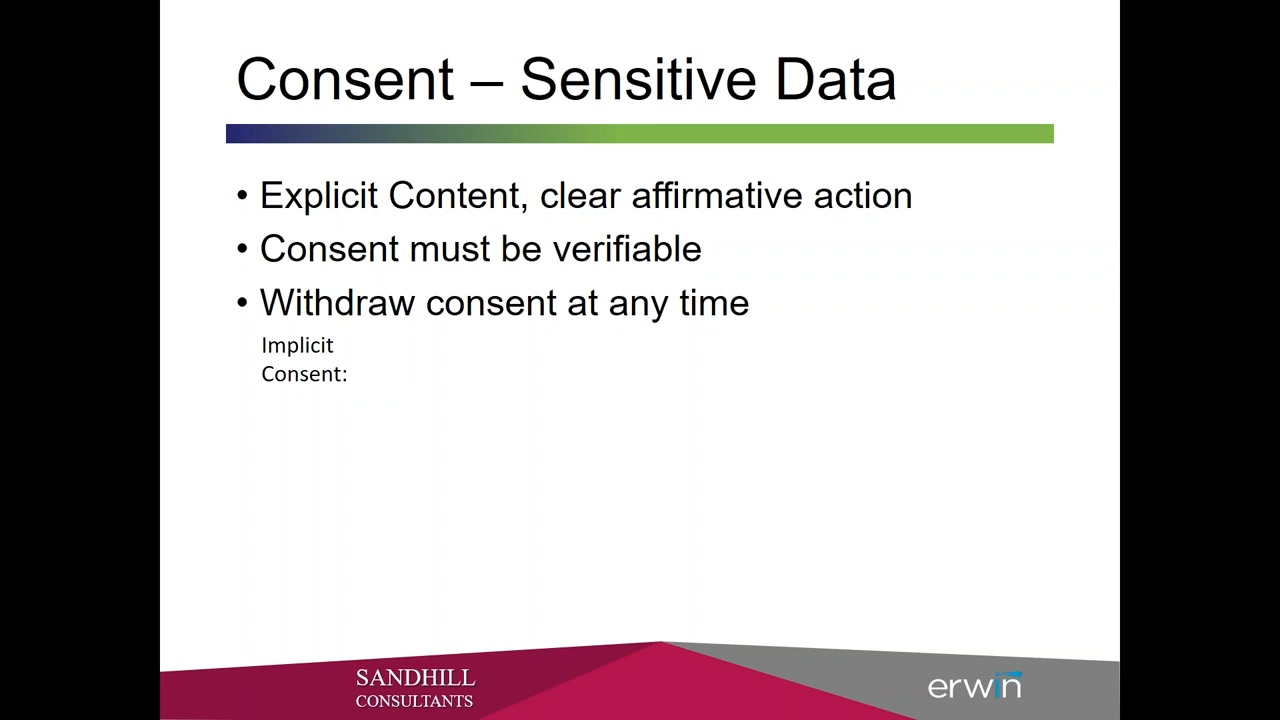 Consent – Sensitive Data
• Explicit Content, clear affirmative action
• Consent must be verifiable
• Withdraw consent at any time
Implicit
Consent:
SANDHILL
CONSULTANTS
erwin